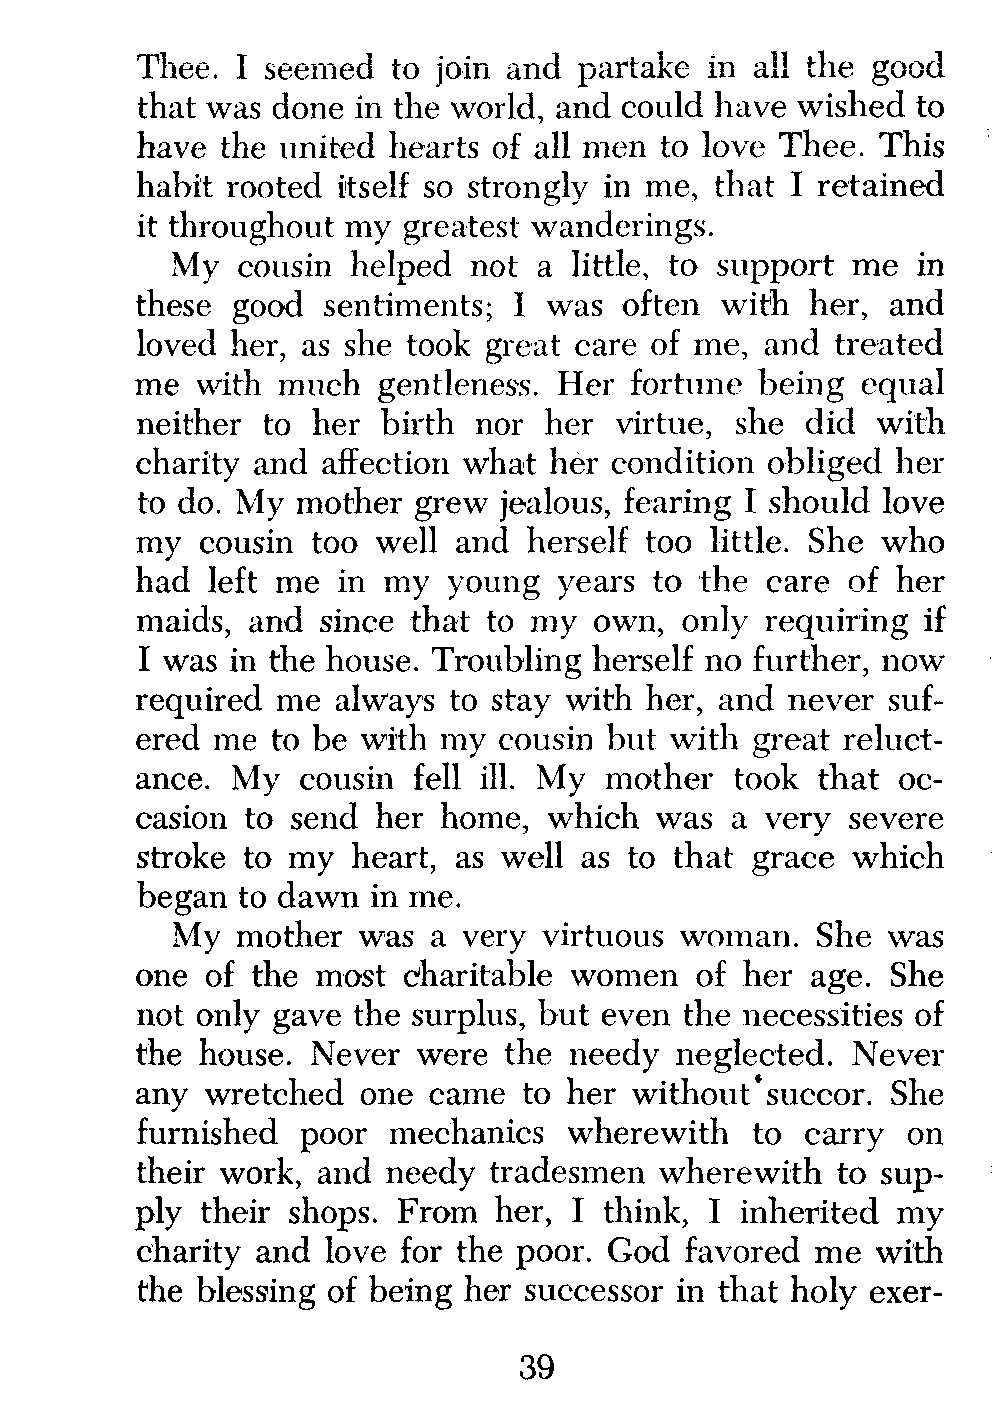 Thee. I seemed to join and partake in all the good
that was done in the world, and could have wished to
have the united hearts of all men to love Thee. This
habit rooted itself so strongly in me, that I retained
it throughout my greatest wanderings.
My cousin helped not a little, to support me in
these good sentiments; I was often with her, and
loved her, as she took great care of me, and treated
me with much gentleness. Her fortune being equal
neither to her birth nor her virtue, she did with
charity and affection what her condition obliged her
to do. My mother grew jealous, fearing I should love
my cousin too well and herself too little. She who
had left me in my young years to the care of her
maids, and since that to my own, only requiring if
I was in the house. Troubling herself no further, now
required me always to stay with her, and never suf-
ered me to be with my cousin but with great reluct-
ance. My cousin fell ill. My mother took that oc-
casion to send her home, which was a very severe
stroke to my heart, as well as to that grace which
began to dawn in me.
My mother was a very virtuous woman. She was
one of the most charitable women of her age. She
not only gave the surplus, but even the necessities of
the house. Never were the needy neglected. Never
any wretched one came to her without succor. She
furnished poor mechanics wherewith to carry on
their work, and needy tradesmen wherewith to sup-
ply their shops. From her, I think, I inherited my
charity and love for the poor. God favored me with
the blessing of being her successor in that holy exer-
39